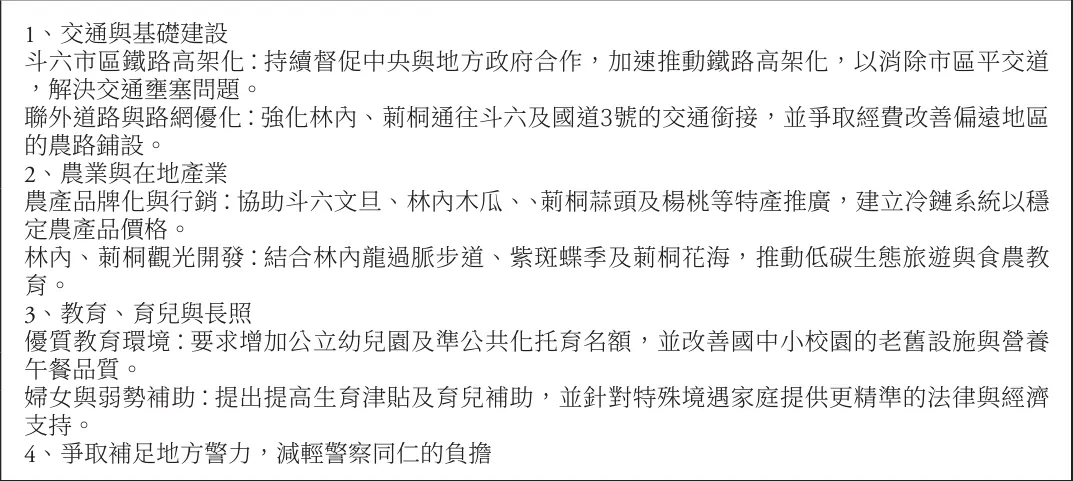 1、交通與基礎建設
斗六市區鐵路高架化：持續督促中央與地方政府合作，加速推動鐵路高架化，以消除市區平交道
，解決交通壅塞問題。
聯外道路與路網優化：強化林內、莿桐通往斗六及國道3號的交通銜接，並爭取經費改善偏遠地區
的農路鋪設。
2、農業與在地產業
農產品牌化與行銷：協助斗六文旦、林內木瓜、、莿桐蒜頭及楊桃等特產推廣，建立冷鏈系統以穩
定農產品價格。
林內、莿桐觀光開發：結合林內龍過脈步道、紫斑蝶季及莿桐花海，推動低碳生態旅遊與食農教
育。
3、教育、育兒與長照
優質教育環境：要求增加公立幼兒園及準公共化托育名額，並改善國中小校園的老舊設施與營養
午餐品質。
婦女與弱勢補助：提出提高生育津貼及育兒補助，並針對特殊境遇家庭提供更精準的法律與經濟
支持。
4、爭取補足地方警力，減輕警察同仁的負擔